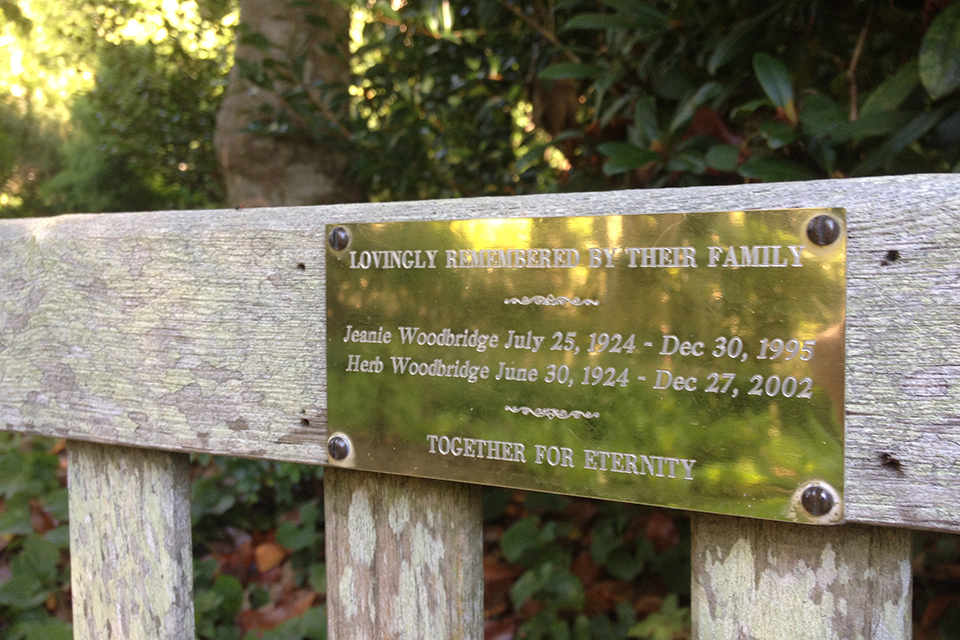 LOVINGLY REMEMBERED BY THEIR FAMILY
Jeanie Woodbridge July 25, 1924 - Dec 30, 1995
Herb Woodbridge June 30, 1924 - Dec 27, 2002
TOGETHER FOR ETERNITY